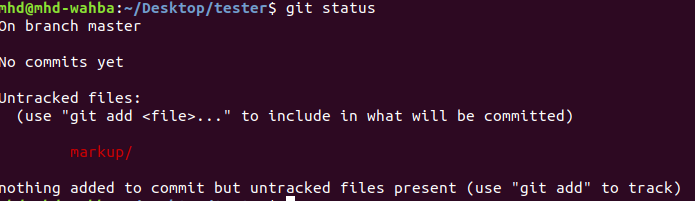 mhd@mhd-wahba:~/Desktop/tester$ git status
On branch master
No commits yet
Untracked files:
(use "git add <file>..." to include in what will be committed)
markup/
nothing added to commit but untracked files present (use "git add" to track)